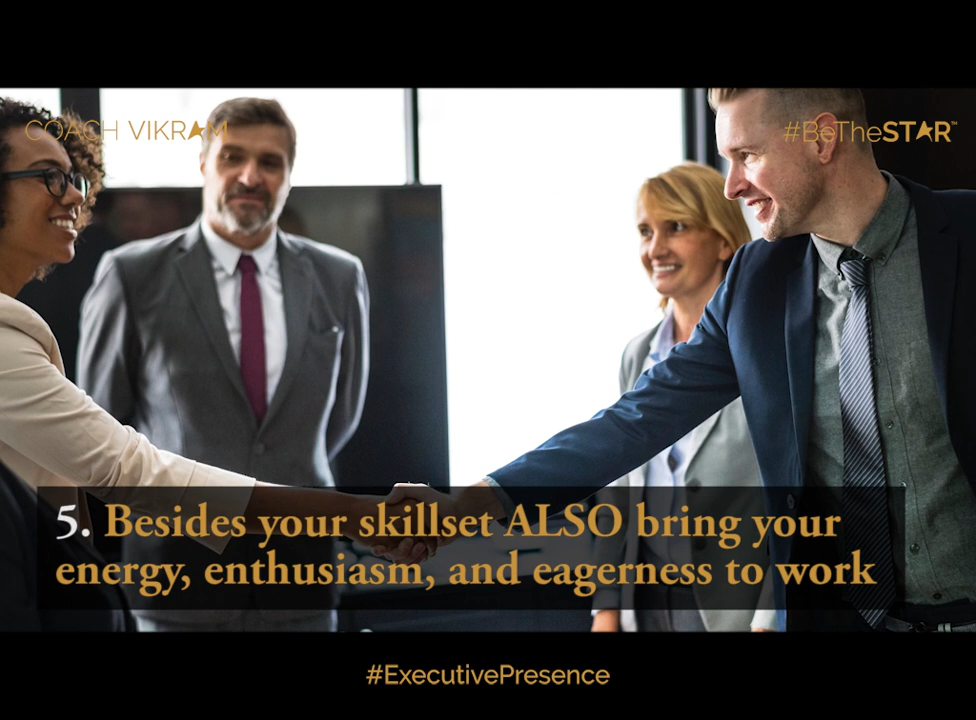 COACH VIKRAM
#BeTheSTAR™
5. Besides your skillset ALSO bring your
energy, enthusiasm, and eagerness to work
#ExecutivePresence